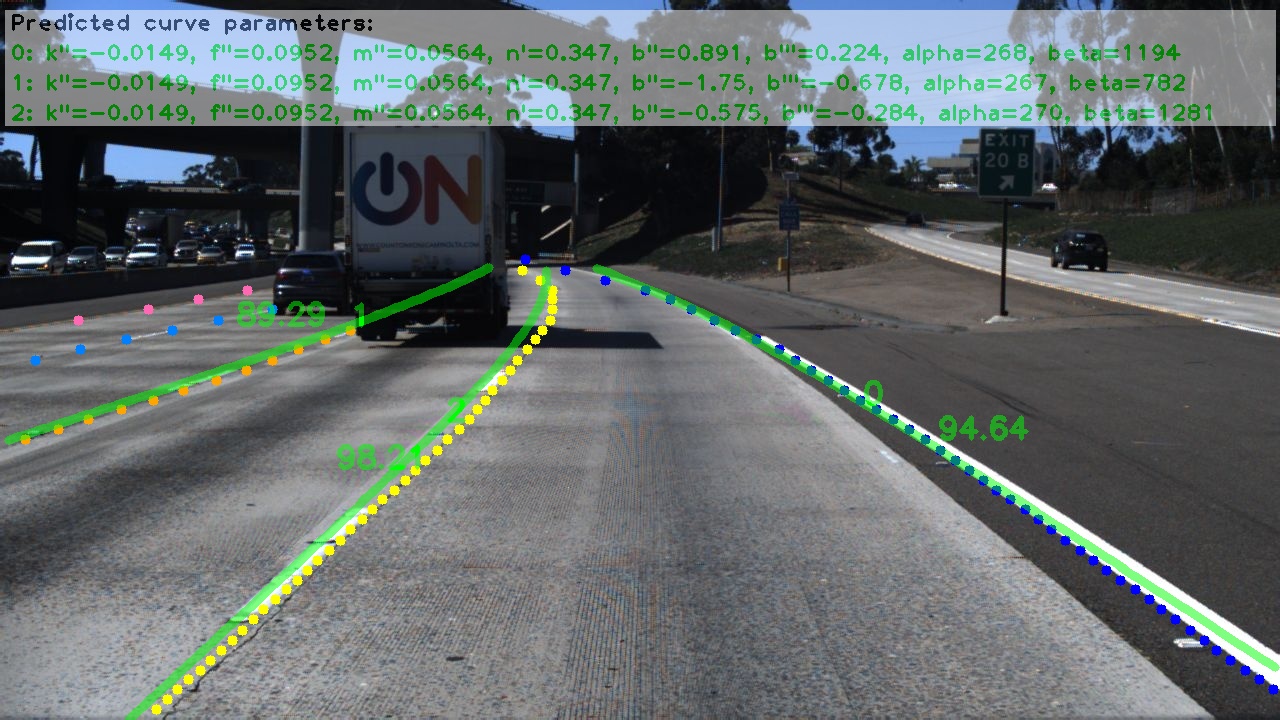 Predicted curve parameters:
0: k''=-0.0149, f''=0.0952, m''=0.0564, n'=0.347, b''=0.891, b'''=0.224, alpha=268, beta=1194
1: k''=-0.0149, f''=0.0952, m''=0.0564, n'=0.347, b''=-1.75, b'''=-0.678, alpha=267, beta=782
2: k''=-0.0149, f''=0.0952, m''=0.0564, n'=0.347, b''=-0.575, b'''=-0.284, alpha=270, beta=1281
EXIT
20 B
ON
WWW.COUNTONKONICAMINOLTA.COM
89.29 1
0
94.64
2
98.21